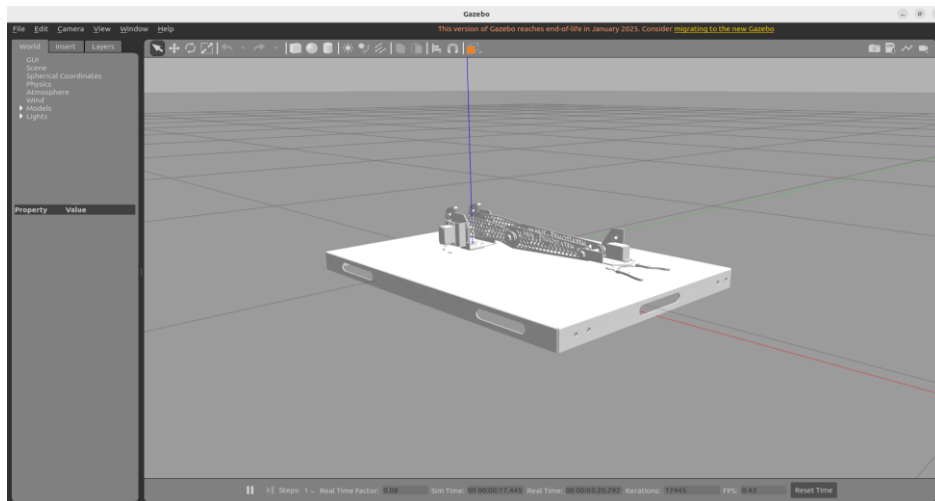 Gazebo
File Edit Camera View Window Help
This version of Gazebo reaches end-of-life in January 2025. Consider migrating to the new Gazebo
World Insert Layers
GUI
Scene
Spherical Coordinates
Physics
Atmosphere
Wind
Models
Lights
Property Value
Steps: 1 Real Time Factor: 0.08 Sim Time: 00 00:00:17.445 Real Time: 00 00:03:20.292 Iterations: 17445 FPS: 0.43 Reset Time